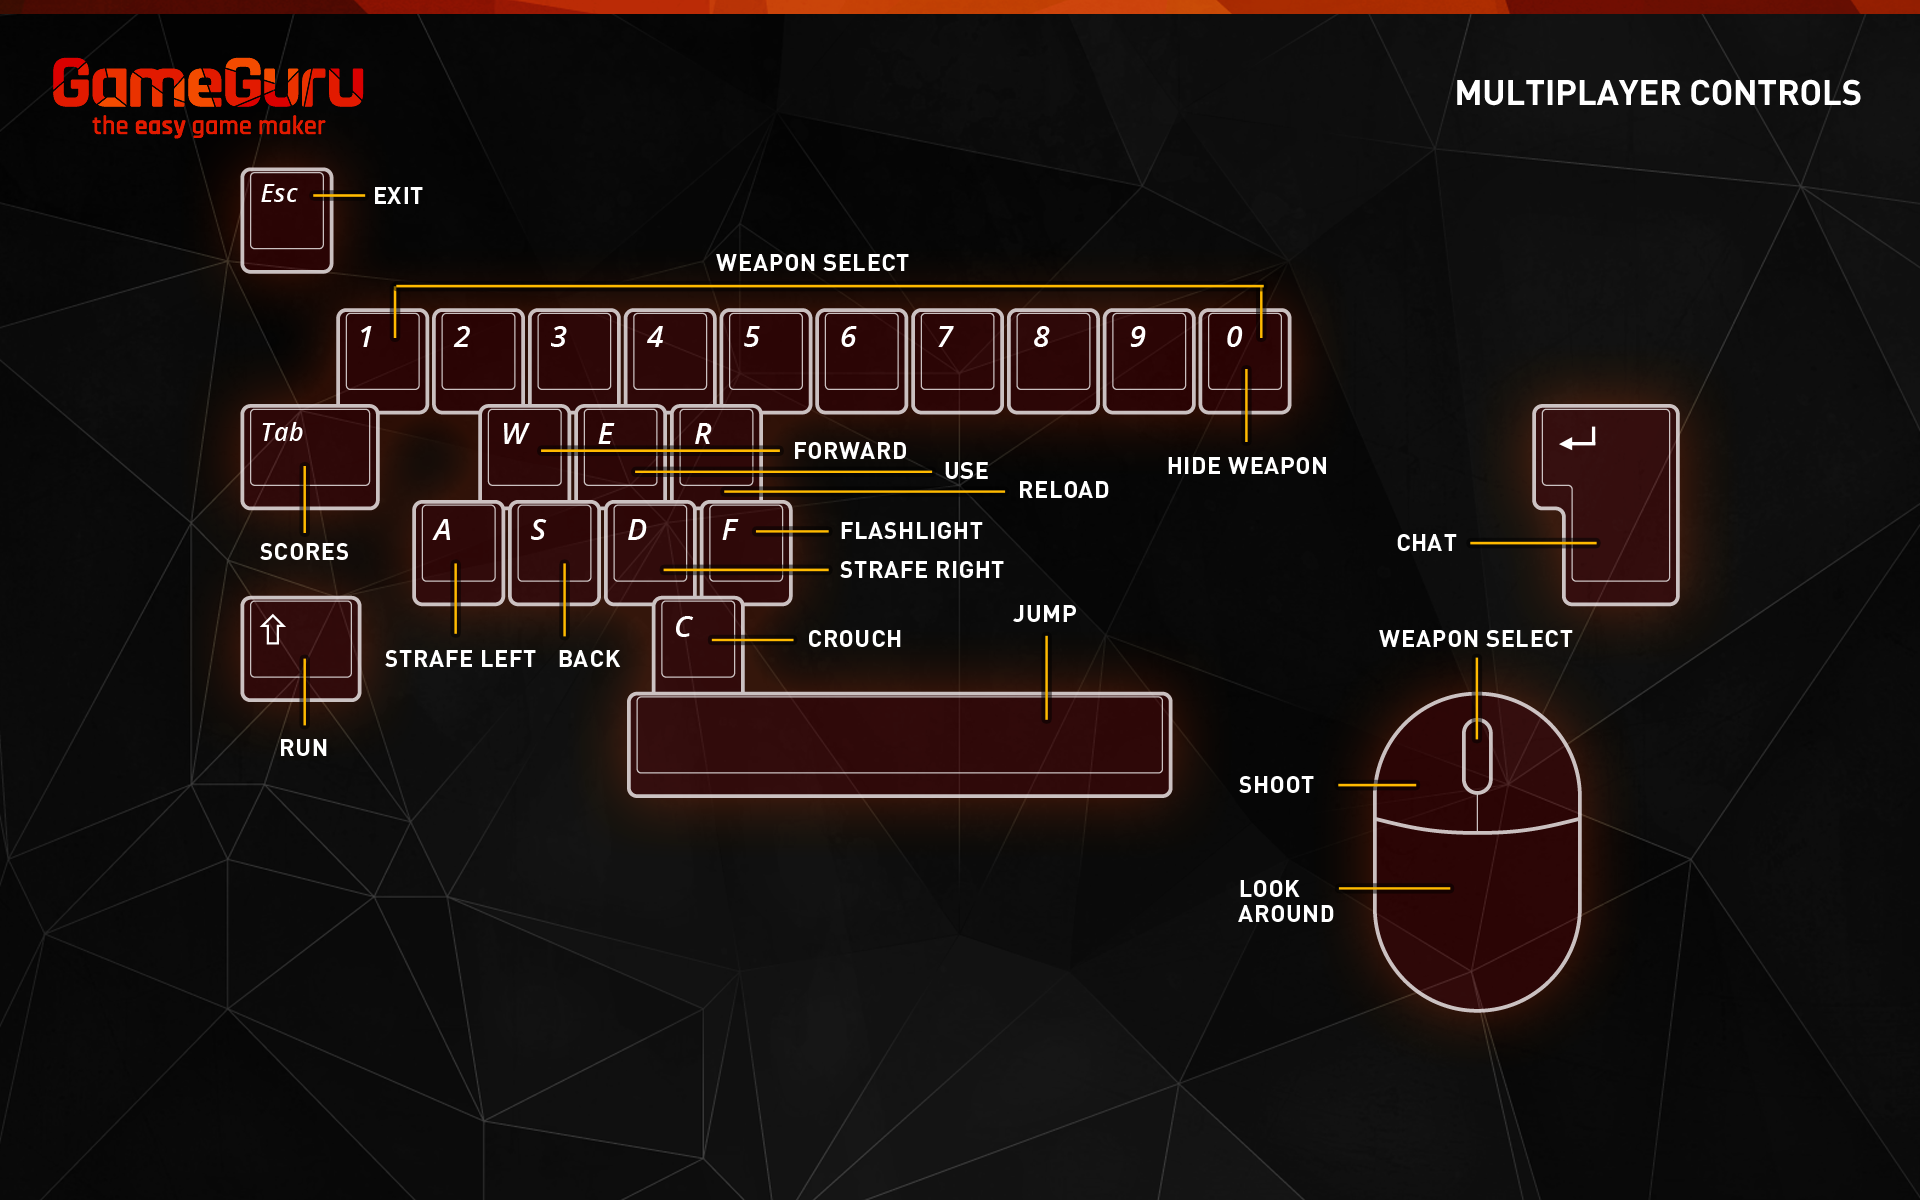 GameGuru
the easy game maker
MULTIPLAYER CONTROLS
Esc
EXIT
WEAPON SELECT
1 2 3 4 5 6 7 8 9 0
HIDE WEAPON
Tab
SCORES
W E R
FORWARD
USE
RELOAD
A S D F
FLASHLIGHT
STRAFE RIGHT
STRAFE LEFT
BACK
C
CROUCH
JUMP
RUN
CHAT
WEAPON SELECT
SHOOT
LOOK
AROUND